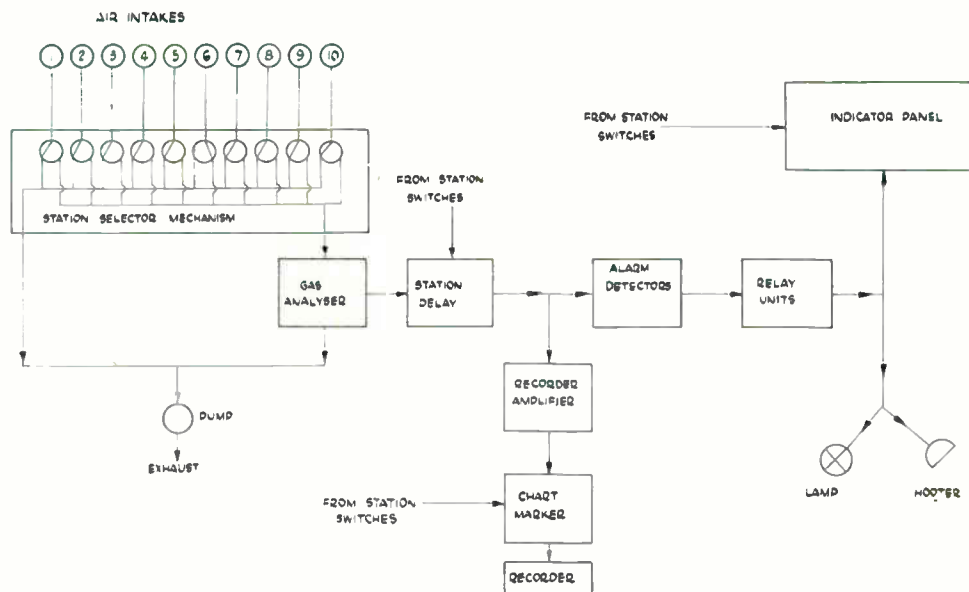 AIR INTAKES
1 2 3 4 5 6 7 8 9 10
STATION SELECTOR MECHANISM
FROM STATION
SWITCHES
GAS
ANALYSER
STATION
DELAY
ALARM
DETECTORS
RELAY
UNITS
FROM STATION
SWITCHES
INDICATOR PANEL
PUMP
EXHAUST
RECORDER
AMPLIFIER
FROM STATION
SWITCHES
CHART
MARKER
RECORDER
LAMP
HOOTER